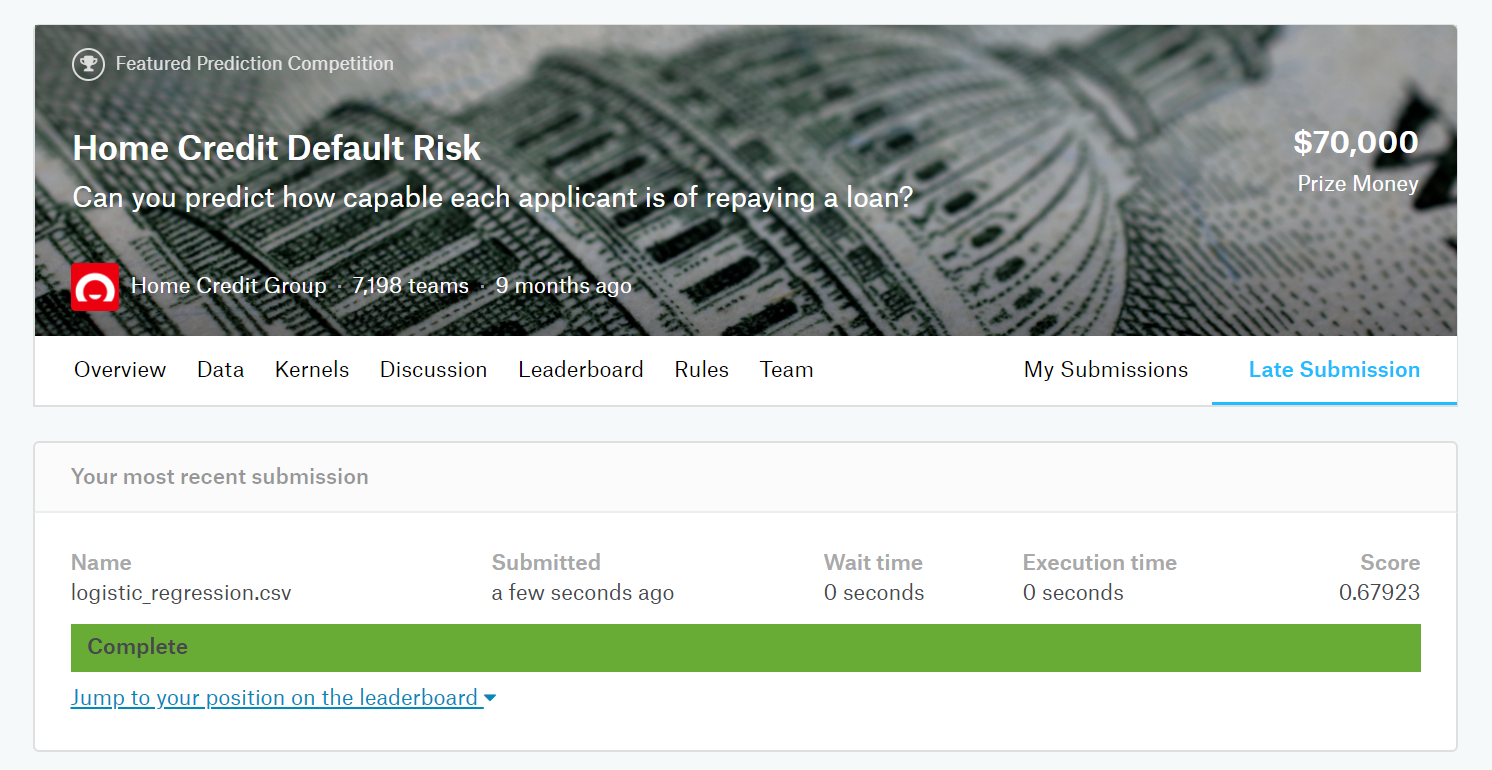 Featured Prediction Competition
Home Credit Default Risk
$70,000
Can you predict how capable each applicant is of repaying a loan?
Prize Money
Home Credit Group · 7,198 teams · 9 months ago
Overview Data Kernels Discussion Leaderboard Rules Team My Submissions Late Submission
Your most recent submission
Name Submitted Wait time Execution time Score
logistic_regression.csv a few seconds ago 0 seconds 0 seconds 0.67923
Complete
Jump to your position on the leaderboard